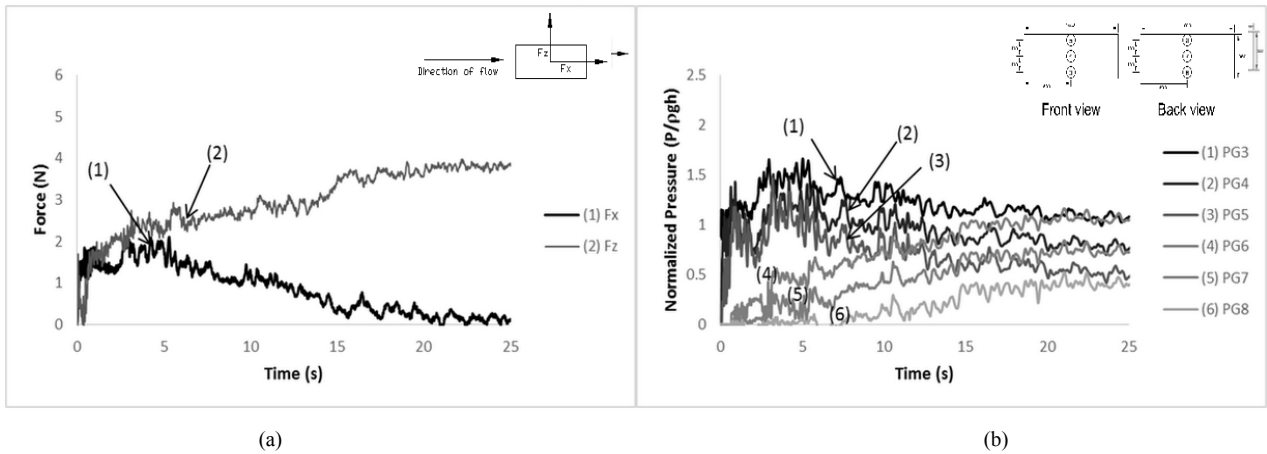 6
5
4
3
2
1
0
Force (N)
0 5 10 15 20 25
Time (s)
(1)
(2)
Direction of flow
Fz
Fx
(1) Fx
(2) Fz
(a)
2.5
2
1.5
1
0.5
0
Normalized Pressure (P/ρgh)
0 5 10 15 20 25
Time (s)
(1)
(2)
(3)
(4)
(5)
(6)
Front view
Back view
(1) PG3
(2) PG4
(3) PG5
(4) PG6
(5) PG7
(6) PG8
(b)